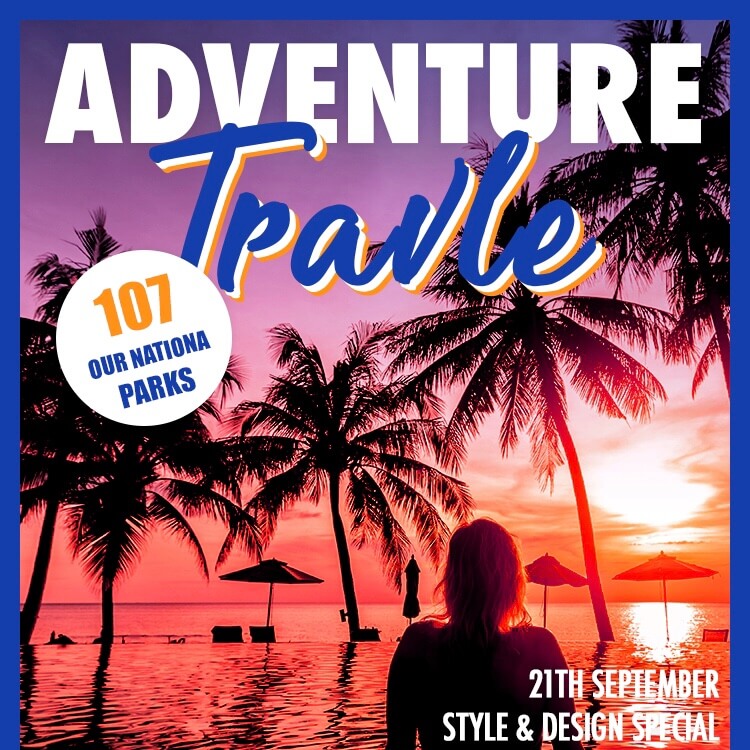 ADVENTURE
Travle
107
OUR NATIONA
PARKS
21TH SEPTEMBER
STYLE & DESIGN SPECIAL